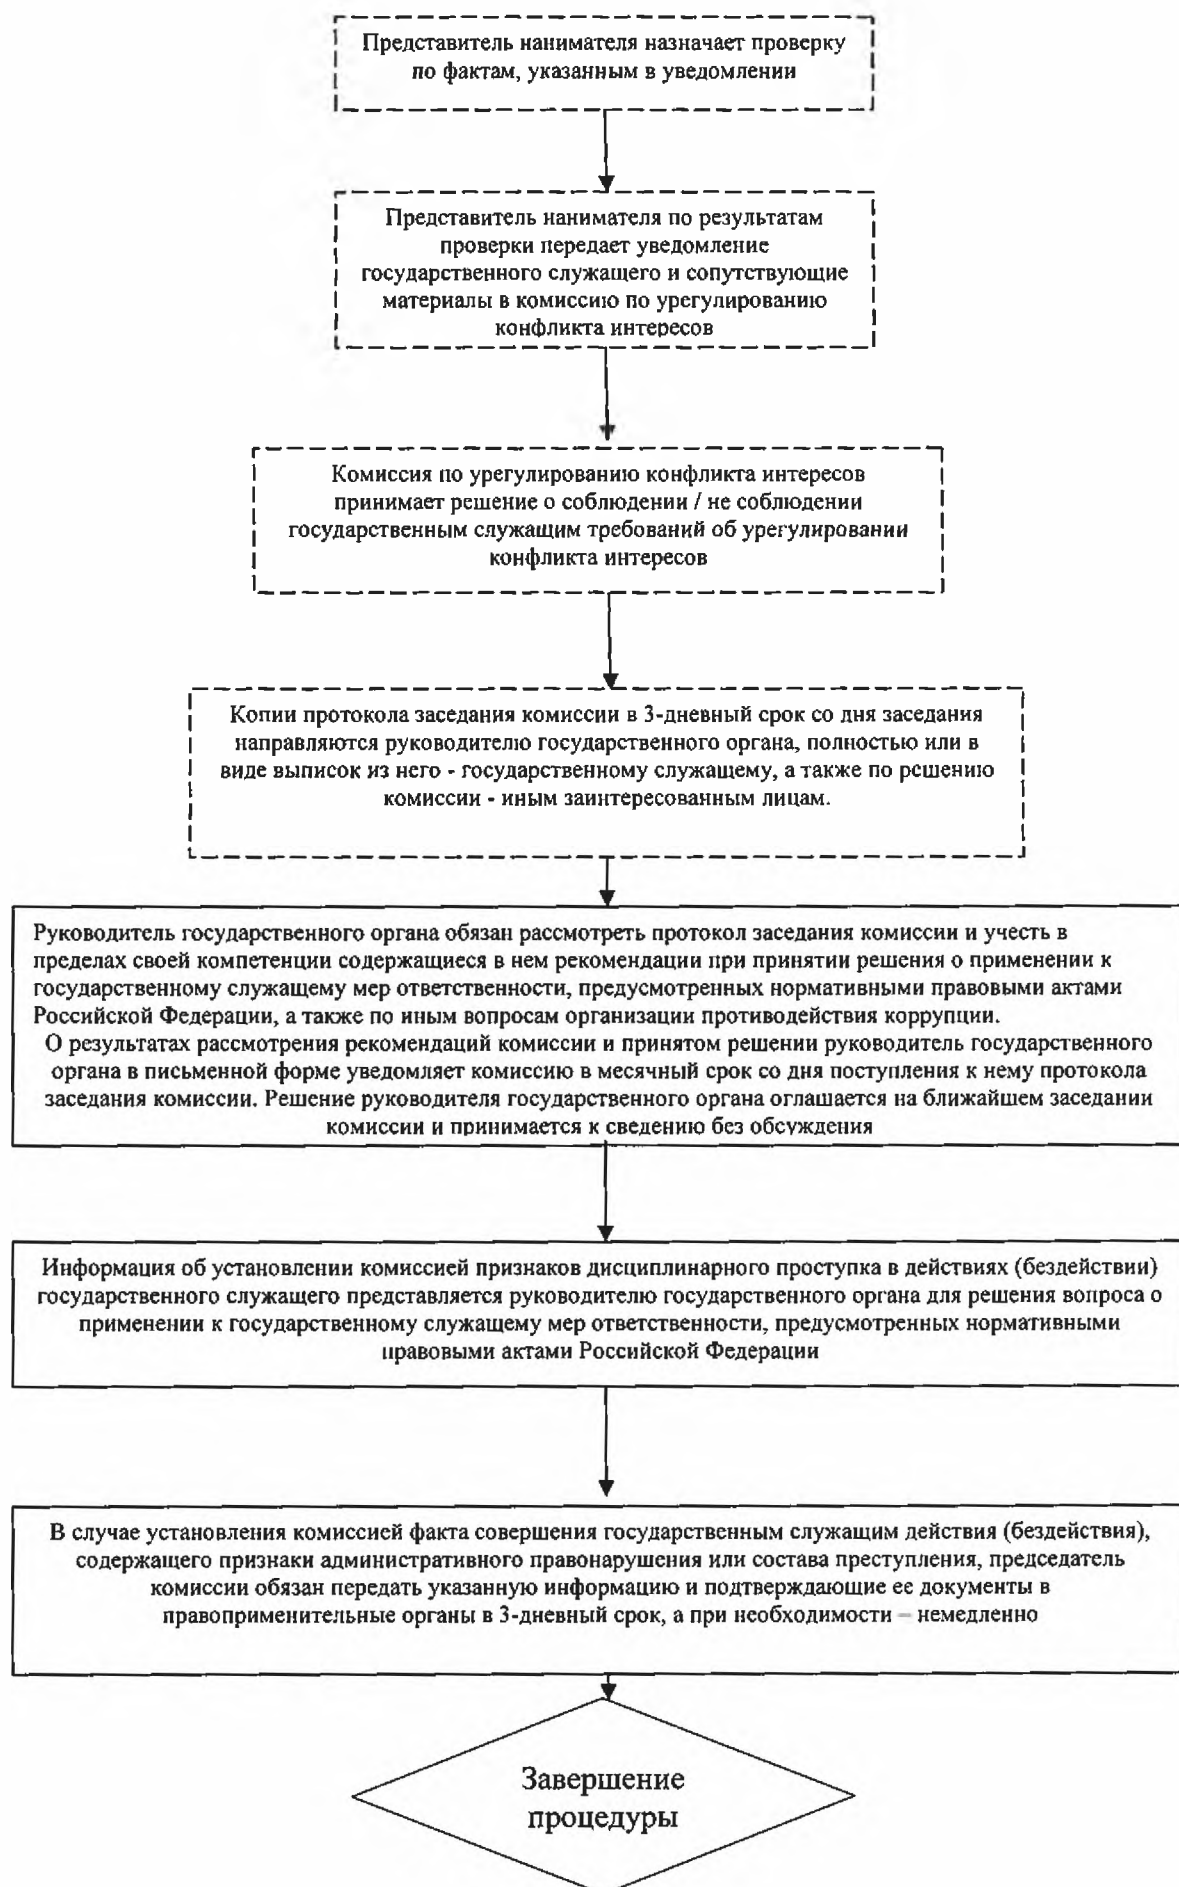 Представитель нанимателя назначает проверку
по фактам, указанным в уведомлении
Представитель нанимателя по результатам
проверки передает уведомление
государственного служащего и сопутствующие
материалы в комиссию по урегулированию
конфликта интересов
Комиссия по урегулированию конфликта интересов
принимает решение о соблюдении / не соблюдении
государственным служащим требований об урегулировании
конфликта интересов
Копии протокола заседания комиссии в 3-дневный срок со дня заседания
направляются руководителю государственного органа, полностью или в
виде выписок из него - государственному служащему, а также по решению
комиссии - иным заинтересованным лицам.
Руководитель государственного органа обязан рассмотреть протокол заседания комиссии и учесть в
пределах своей компетенции содержащиеся в нем рекомендации при принятии решения о применении к
государственному служащему мер ответственности, предусмотренных нормативными правовыми актами
Российской Федерации, а также по иным вопросам организации противодействия коррупции.
О результатах рассмотрения рекомендаций комиссии и принятом решении руководитель государственного
органа в письменной форме уведомляет комиссию в месячный срок со дня поступления к нему протокола
заседания комиссии. Решение руководителя государственного органа оглашается на ближайшем заседании
комиссии и принимается к сведению без обсуждения
Информация об установлении комиссией признаков дисциплинарного проступка в действиях (бездействии)
государственного служащего представляется руководителю государственного органа для решения вопроса о
применении к государственному служащему мер ответственности, предусмотренных нормативными
правовыми актами Российской Федерации
В случае установления комиссией факта совершения государственным служащим действия (бездействия),
содержащего признаки административного правонарушения или состава преступления, председатель
комиссии обязан передать указанную информацию и подтверждающие ее документы в
правоприменительные органы в 3-дневный срок, а при необходимости – немедленно
Завершение
процедуры